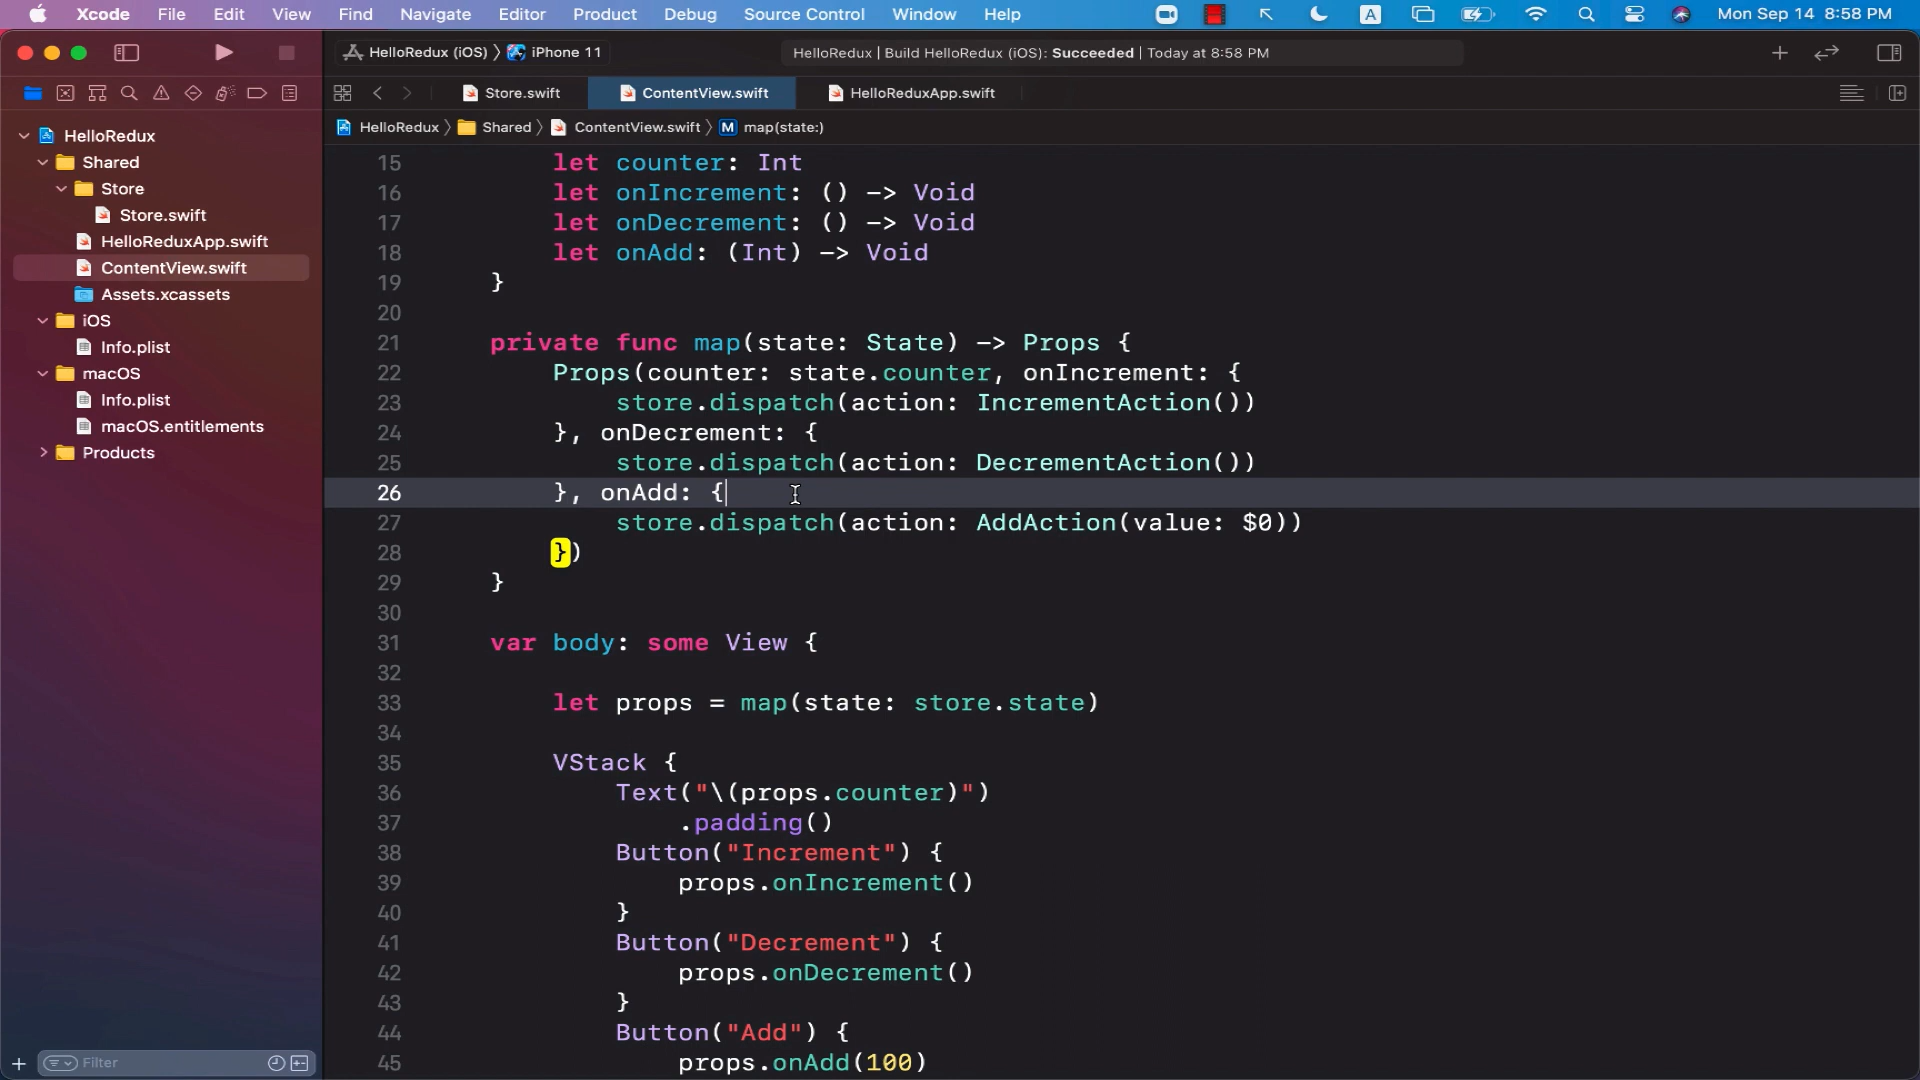 Xcode File Edit View Find Navigate Editor Product Debug Source Control Window Help A Mon Sep 14 8:58 PM
HelloRedux (iOS) iPhone 11 HelloRedux | Build HelloRedux (iOS): Succeeded | Today at 8:58 PM
Store.swift ContentView.swift HelloReduxApp.swift
HelloRedux Shared ContentView.swift M map(state:)
HelloRedux
Shared
Store
Store.swift
HelloReduxApp.swift
ContentView.swift
Assets.xcassets
iOS
Info.plist
macOS
Info.plist
macOS.entitlements
Products
Filter
15 let counter: Int
16 let onIncrement: () -> Void
17 let onDecrement: () -> Void
18 let onAdd: (Int) -> Void
19 }
20
21 private func map(state: State) -> Props {
22 Props(counter: state.counter, onIncrement: {
23 store.dispatch(action: IncrementAction())
24 }, onDecrement: {
25 store.dispatch(action: DecrementAction())
26 }, onAdd: {
27 store.dispatch(action: AddAction(value: $0))
28 })
29 }
30
31 var body: some View {
32
33 let props = map(state: store.state)
34
35 VStack {
36 Text("\(props.counter)")
37 .padding()
38 Button("Increment") {
39 props.onIncrement()
40 }
41 Button("Decrement") {
42 props.onDecrement()
43 }
44 Button("Add") {
45 props.onAdd(100)